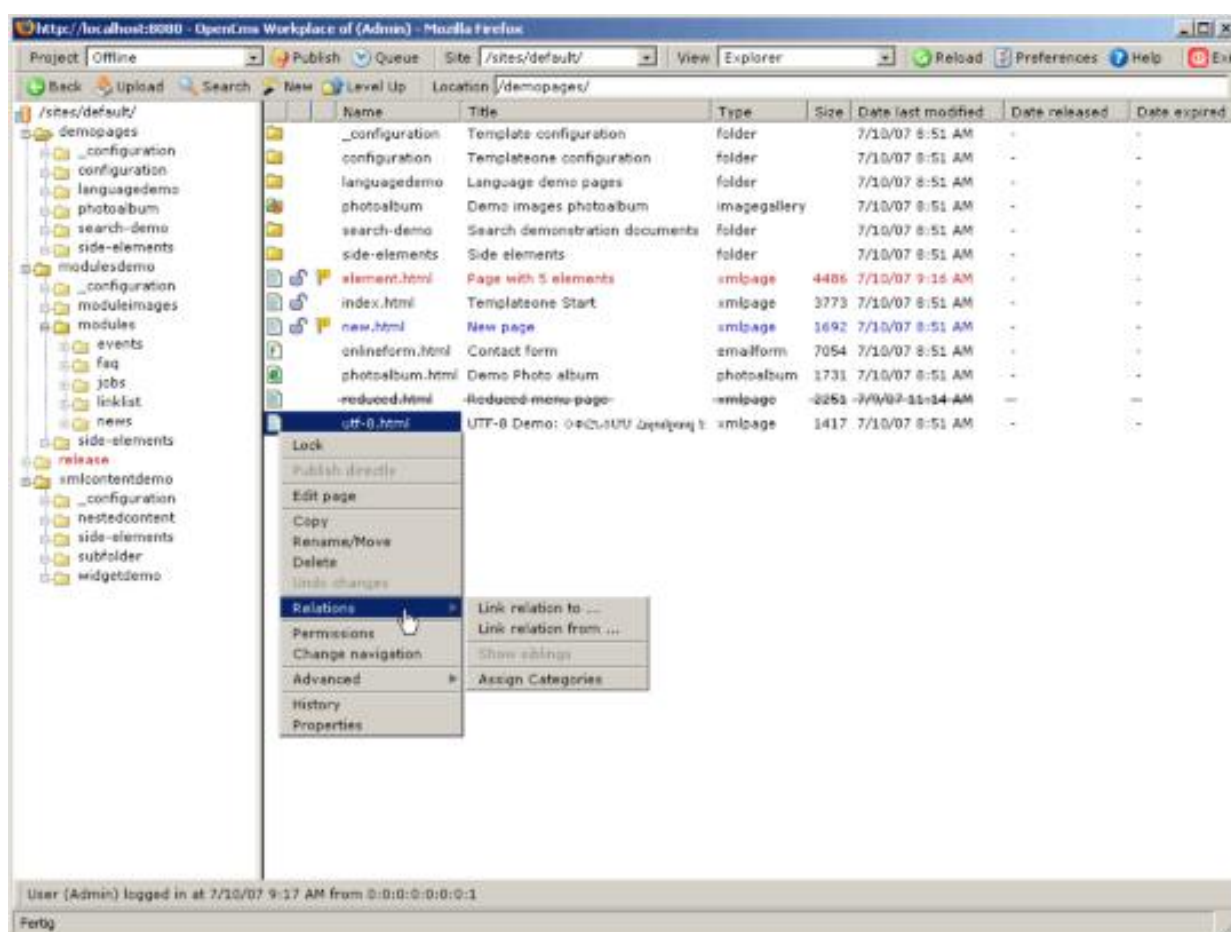 http://localhost:8080 - OpenCms Workplace of (Admin) - Mozilla Firefox
Project Offline Publish Queue Site /sites/default/ View Explorer Reload Preferences Help
Back Upload Search New Level Up Location /demopages/
/sites/default/
demopages
_configuration
configuration
languagedemo
photoalbum
search-demo
side-elements
modulesdemo
_configuration
moduleimages
modules
events
faq
jobs
linklist
news
side-elements
release
xmlcontentdemo
_configuration
nestedcontent
side-elements
subfolder
widgetdemo
Name Title Type Size Date last modified Date released Date expired
_configuration Template configuration folder 7/10/07 8:51 AM - -
configuration Templateone configuration folder 7/10/07 8:51 AM - -
languagedemo Language demo pages folder 7/10/07 8:51 AM - -
photoalbum Demo images photoalbum imagegallery 7/10/07 8:51 AM - -
search-demo Search demonstration documents folder 7/10/07 8:51 AM - -
side-elements Side elements folder 7/10/07 8:51 AM - -
element.html Page with 5 elements xmlpage 4486 7/10/07 9:16 AM - -
index.html Templateone Start xmlpage 3773 7/10/07 8:51 AM - -
new.html New page xmlpage 1692 7/10/07 8:51 AM - -
onlineform.html Contact form emailform 7054 7/10/07 8:51 AM - -
photoalbum.html Demo Photo album photoalbum 1731 7/10/07 8:51 AM - -
reduced.html Reduced menu page xmlpage 2251 7/9/07 11:14 AM - -
utf-8.html UTF-8 Demo: xmlpage 1417 7/10/07 8:51 AM - -
Lock
Publish directly
Edit page
Copy
Rename/Move
Delete
Undo changes
Relations
Permissions
Change navigation
Advanced
History
Properties
Link relation to ...
Link relation from ...
Show siblings
Assign Categories
User (Admin) logged in at 7/10/07 9:17 AM from 0:0:0:0:0:0:0:1
Fertig